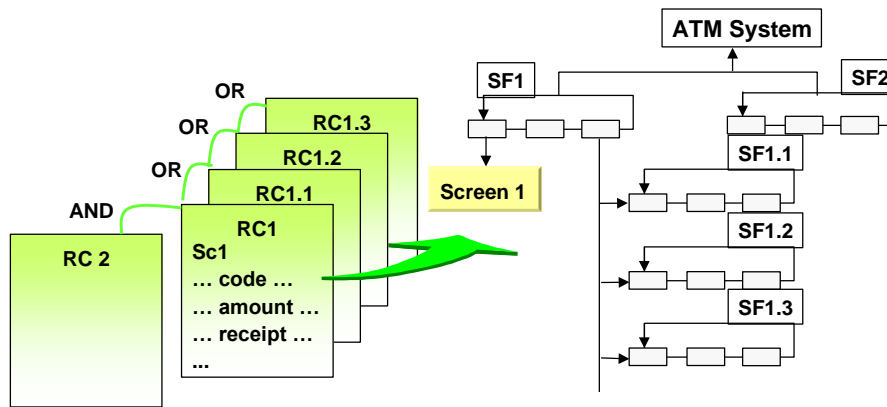 ATM System
SF1
SF2
OR
OR
RC1.3
RC1.2
OR
RC1.1
AND
RC1
Sc1
… code …
… amount …
… receipt …
...
RC 2
Screen 1
SF1.1
SF1.2
SF1.3